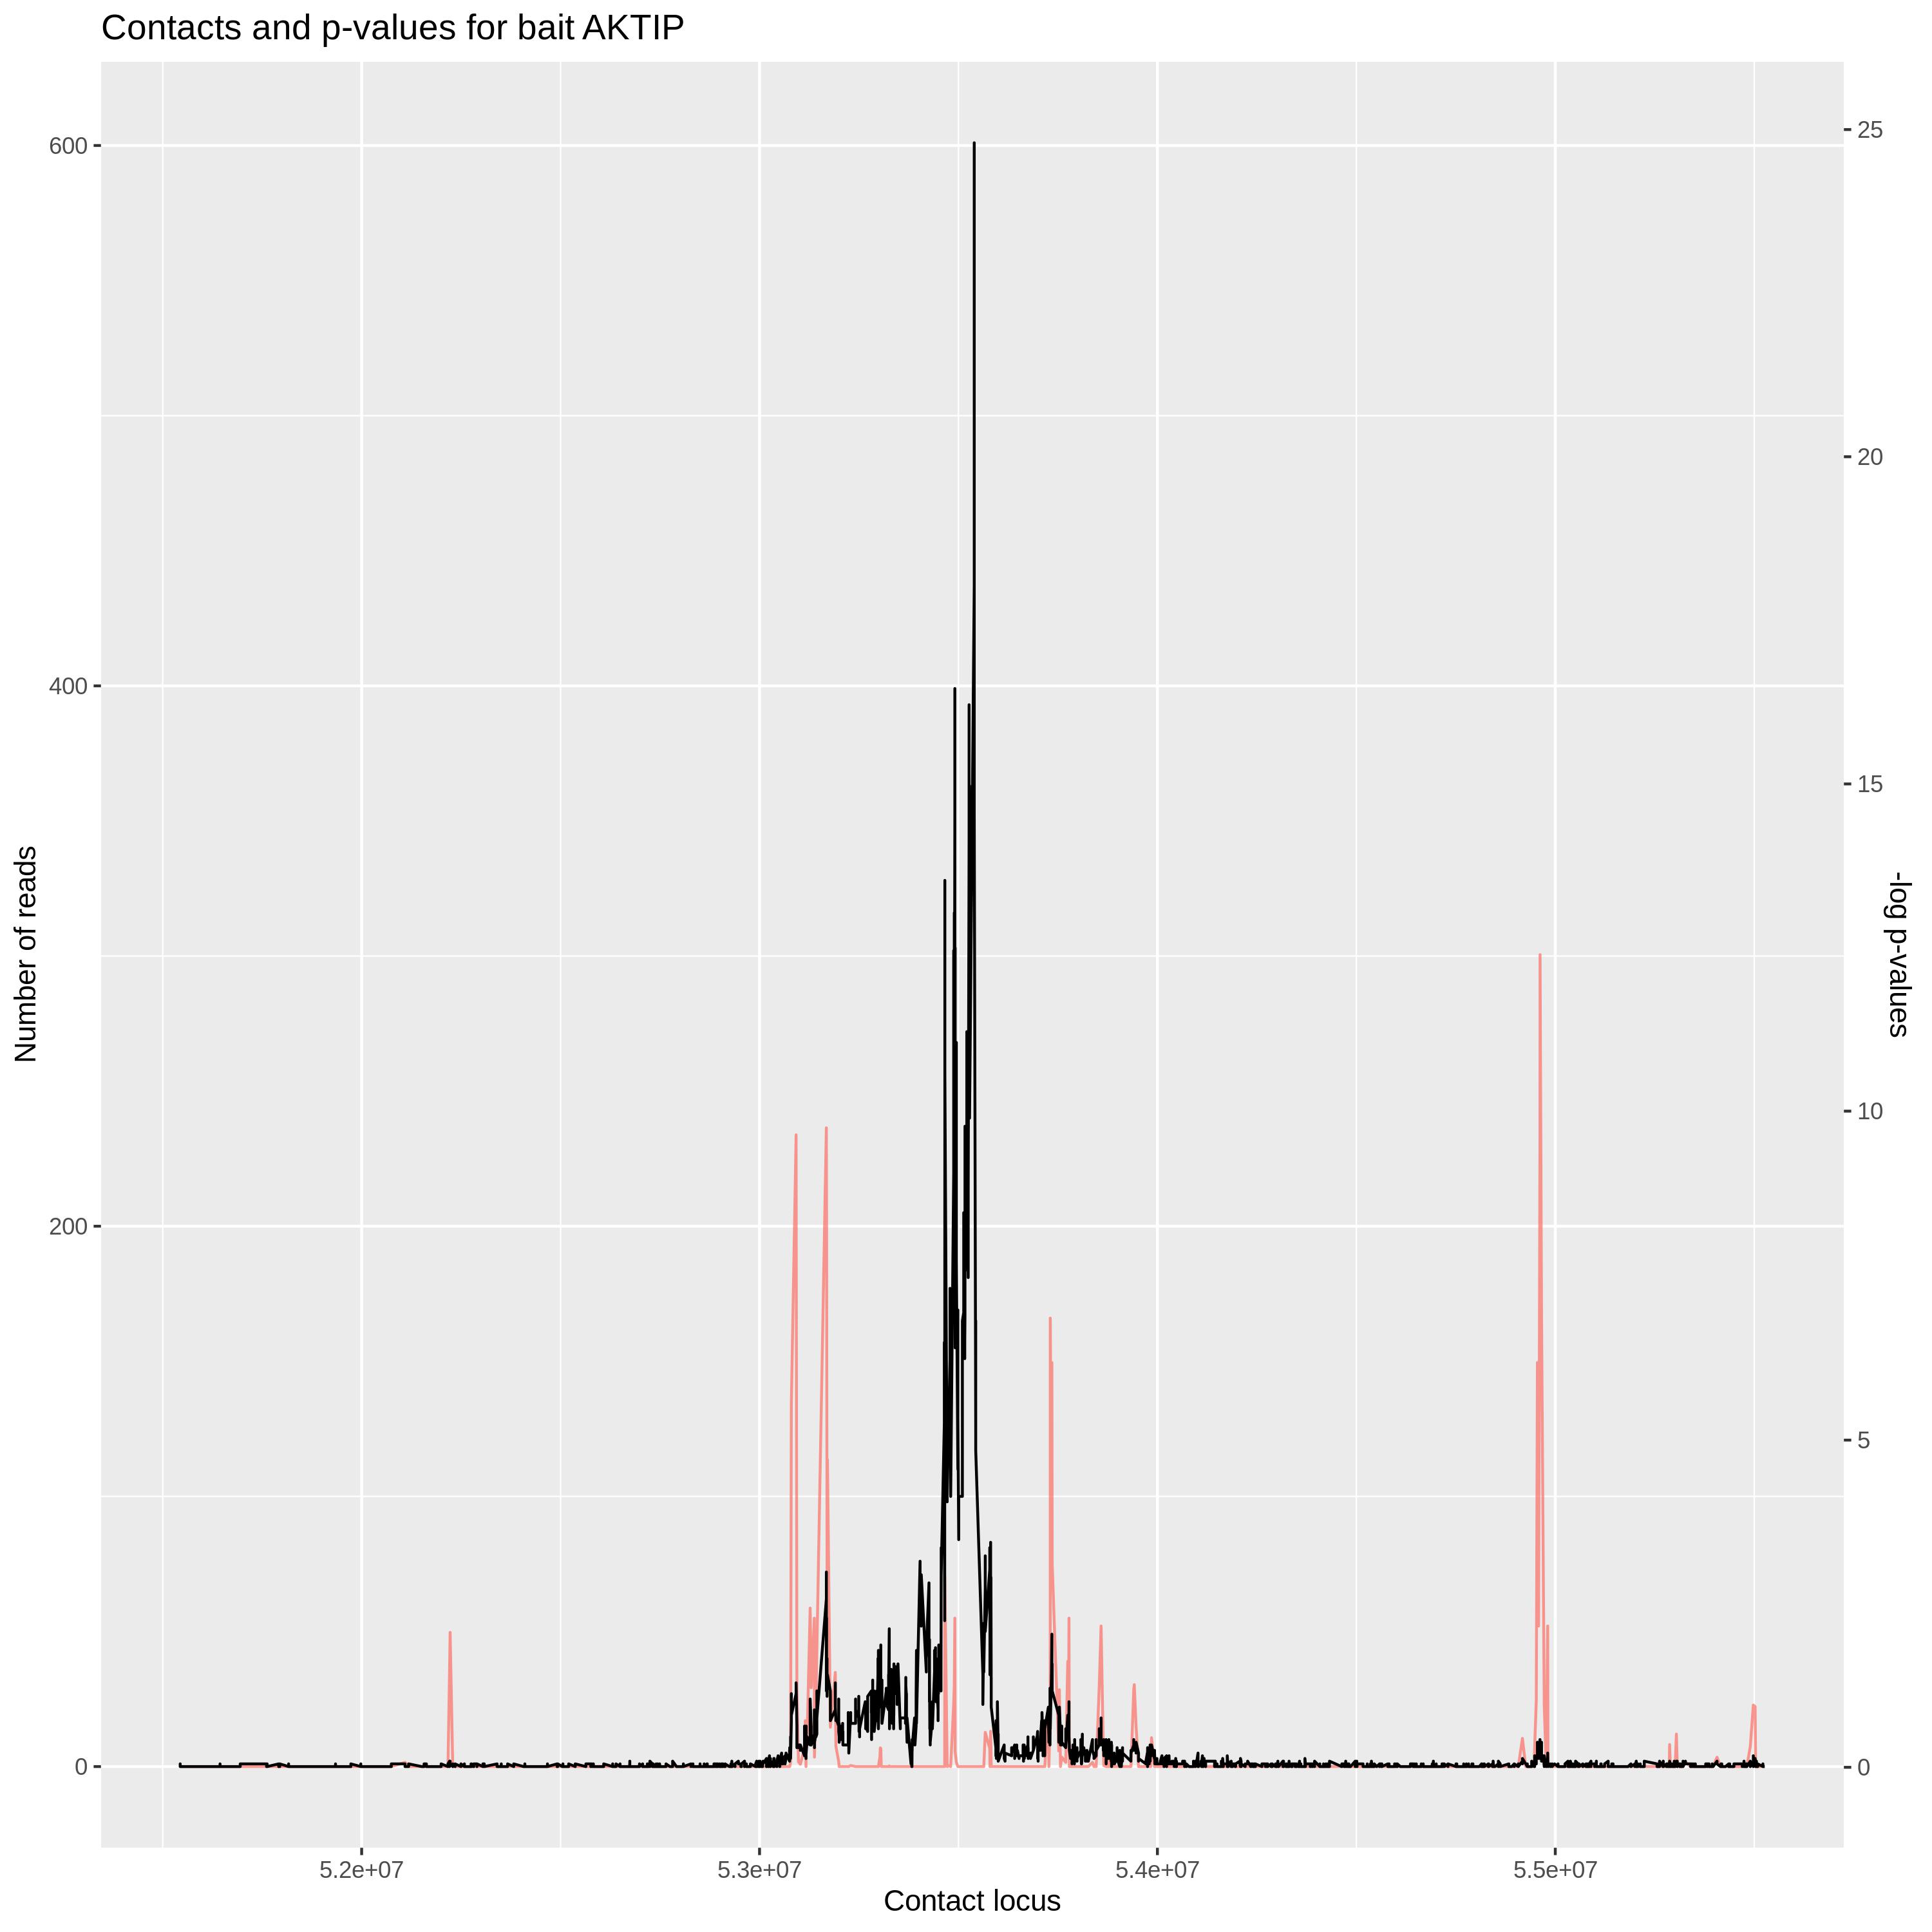 Contacts and p-values for bait AKTIP
600
400
200
0
Number of reads
25
20
15
10
5
0
-log p-values
5.2e+07
5.3e+07
5.4e+07
5.5e+07
Contact locus